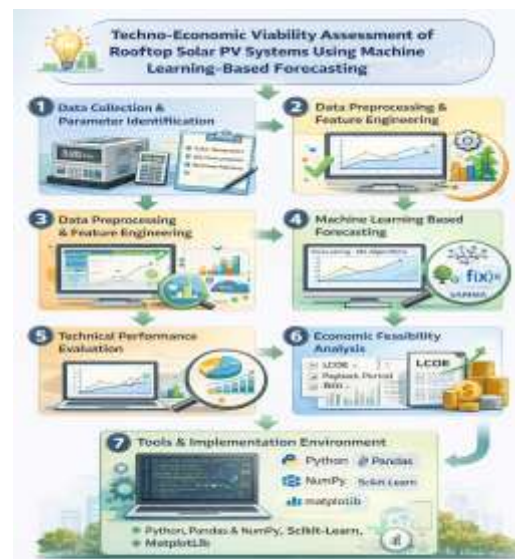 Techno-Economic Viability Assessment of
Rooftop Solar PV Systems Using Machine
Learning-Based Forecasting
1 Data Collection &
Parameter Identifiication
2 Data Preprocessing &
Feature Engineering
3 Data Preprocessing
& Feature Engineering
4 Machine Learning Based
Forecasting
f(x)=
5 Technical Performance
Evaluation
6 Economic Feasibility
Analysis
LCOE
Payback Period
LCOE
7 Tools & Implementation Environment
Python
Pandas
NumPy
Scikit-Learn
matplotlib
Python, Pandas & NumPy, Scikit-Learn,
MatplotLib